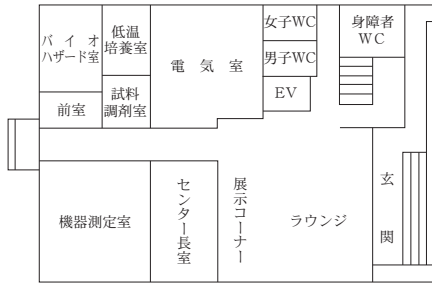 バイオ
ハザード室
低温
培養室
電気室
女子WC
男子WC
EV
身障者
WC
前室
試料
調剤室
機器測定室
センター長室
展示コーナー
ラウンジ
玄関